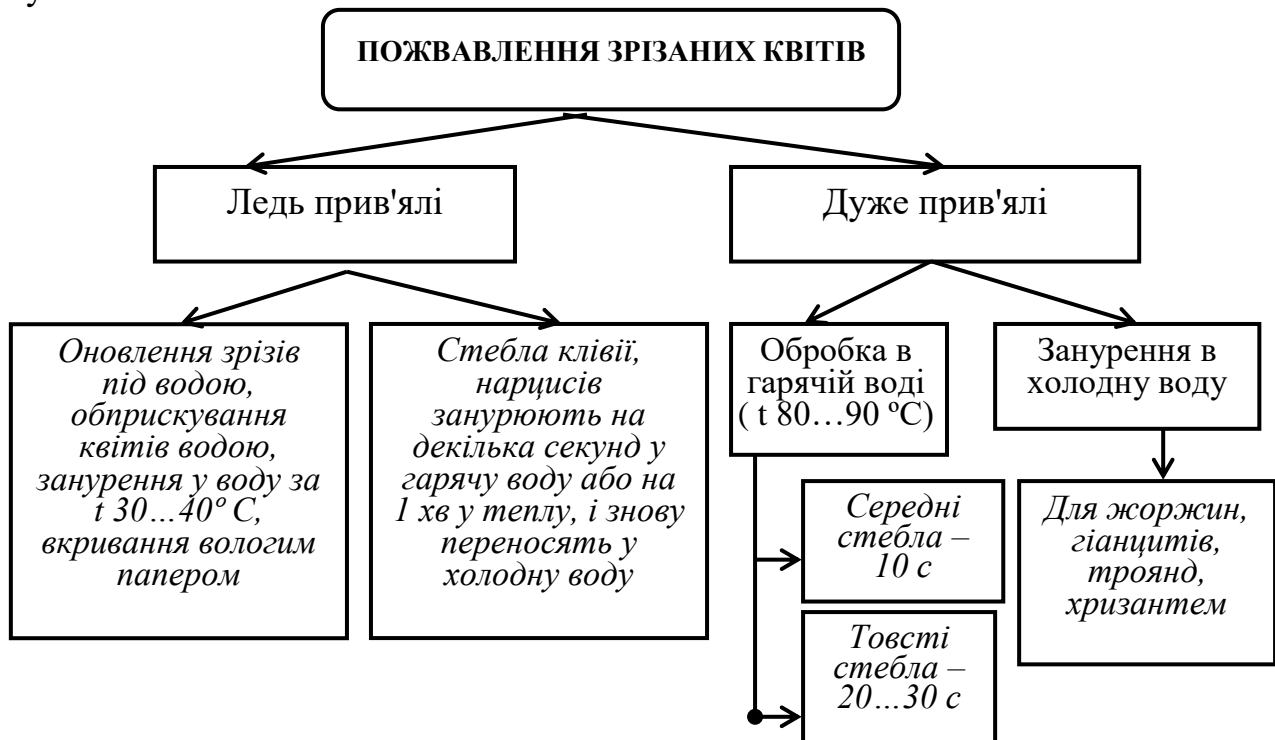 у
ПОЖВАВЛЕННЯ ЗРІЗАНИХ КВІТІВ
Ледь прив'ялі
Дуже прив'ялі
Оновлення зрізів
під водою,
обприскування
квітів водою,
занурення у воду за
t 30…40º С,
вкривання вологим
папером
Стебла клівії,
нарцисів
занурюють на
декілька секунд у
гарячу воду або на
1 хв у теплу, і знову
переносять у
холодну воду
Обробка в
гарячій воді
( t 80…90 ºС)
Занурення в
холодну воду
Середні
стебла –
10 с
Товсті
стебла –
20…30 с
Для жоржин,
гіанцитів,
троянд,
хризантем